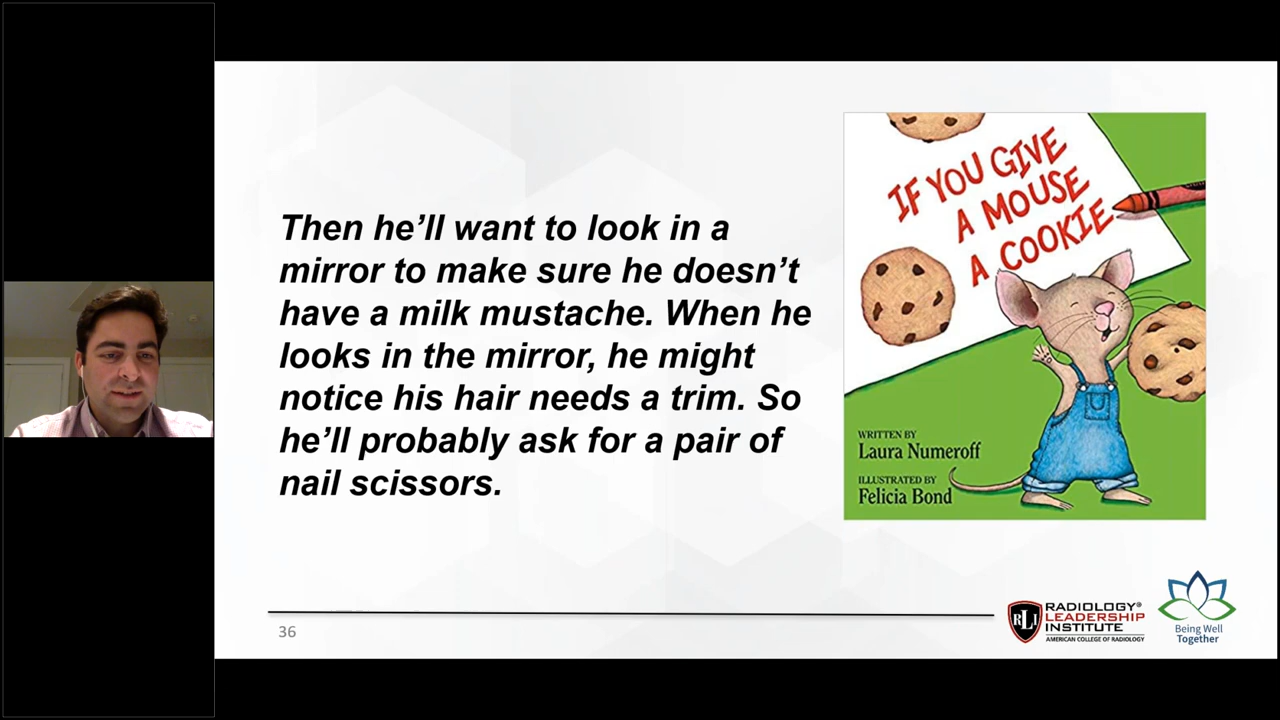 Then he’ll want to look in a
mirror to make sure he doesn’t
have a milk mustache. When he
looks in the mirror, he might
notice his hair needs a trim. So
he’ll probably ask for a pair of
nail scissors.
IF YOU GIVE
A MOUSE
A COOKIE
WRITTEN BY
Laura Numeroff
ILLUSTRATED BY
Felicia Bond
36
RLI
RADIOLOGY®
LEADERSHIP
INSTITUTE
AMERICAN COLLEGE OF RADIOLOGY
Being Well
Together